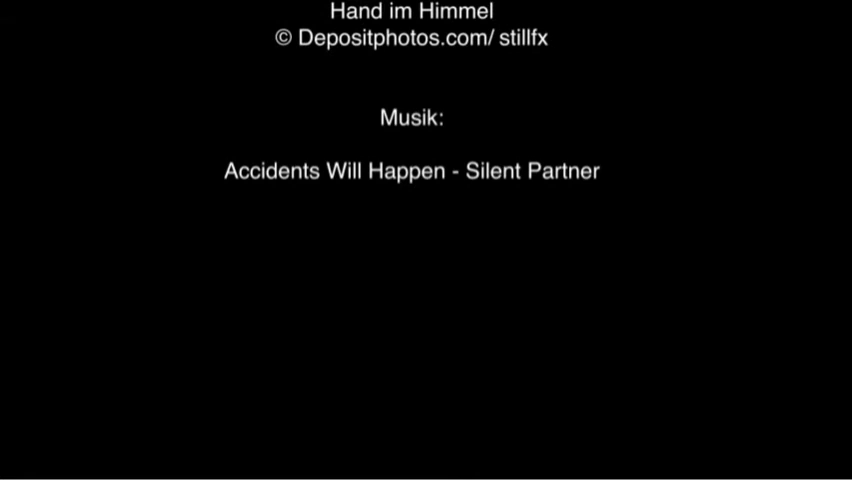 Hand im Himmel
© Depositphotos.com/ stillfx
Musik:
Accidents Will Happen - Silent Partner